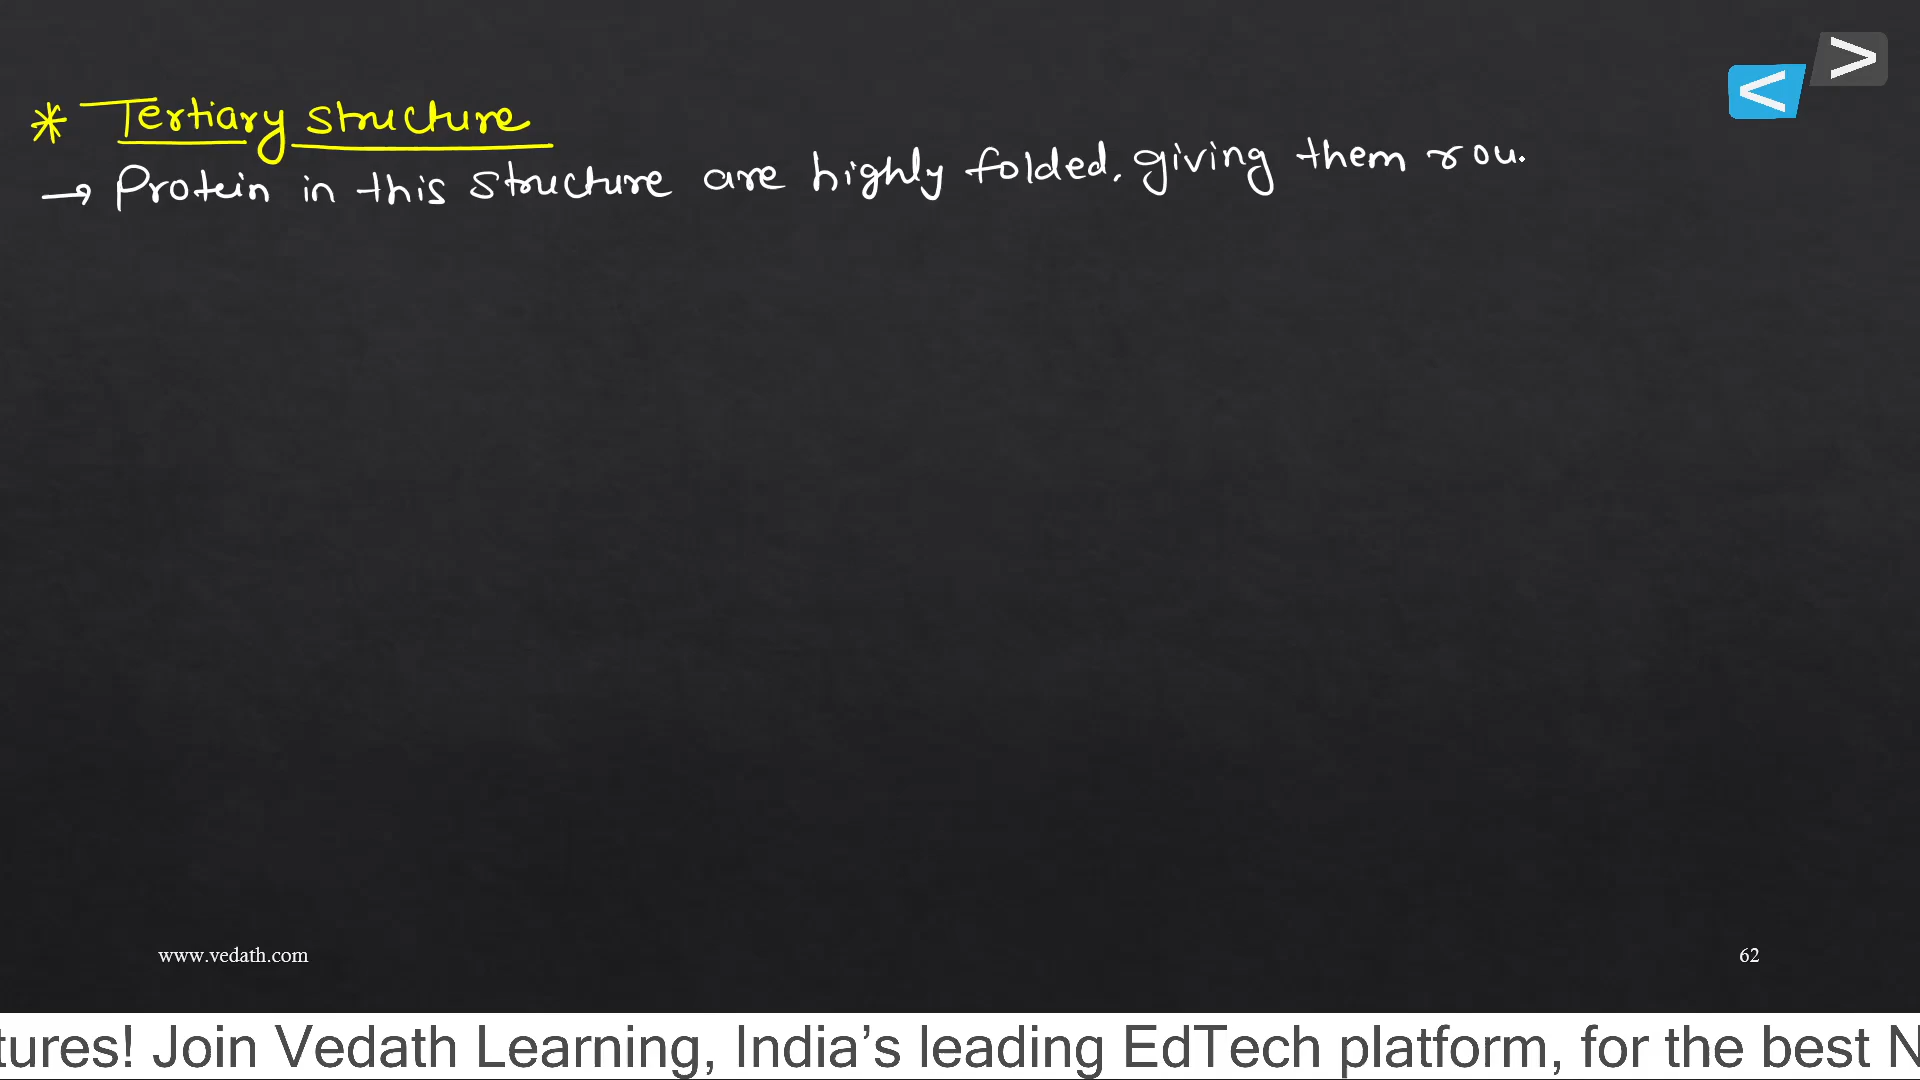 * Tertiary structure
→ Protein in this structure are highly folded, giving them rou
www.vedath.com
62
tures! Join Vedath Learning, India’s leading EdTech platform, for the best N